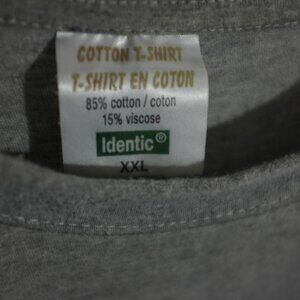 COTTON T-SHIRT
T-SHIRT EN COTON
85% cotton / coton
15% viscose
Identic®
XXL